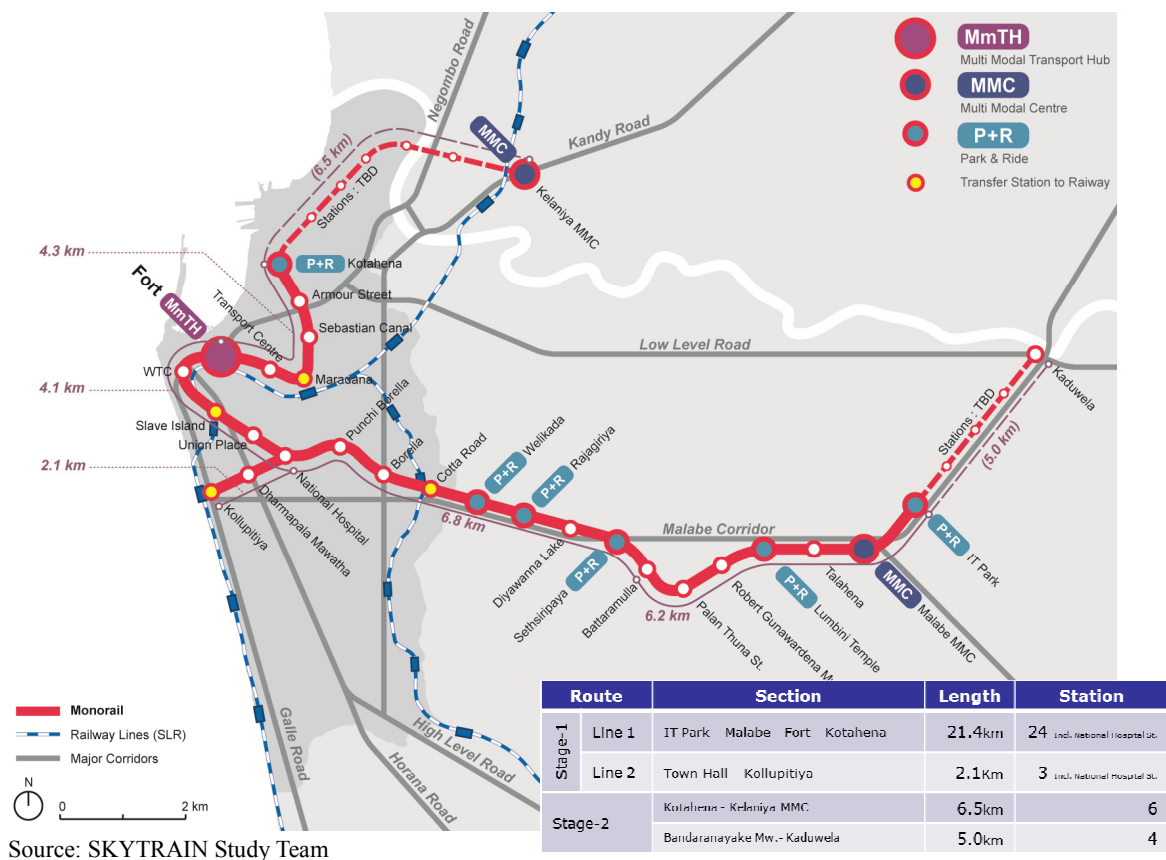 MmTH
Multi Modal Transport Hub
MMC
Multi Modal Centre
P+R
Park & Ride
Transfer Station to Raiway
Negombo Road
Kandy Road
(6.5 km)
Stations : TBD
MMC
Kelaniya MMC
4.3 km
P+R
Kotahena
Armour Street
Sebastian Canal
Fort
MmTH
Transport Centre
Maradana
WTC
4.1 km
Slave Island
Union Place
2.1 km
Kollupitiya
Dharmapala Mawatha
National Hospital
Punchi Borella
Borella
Cotta Road
P+R
Welikada
P+R
Rajagiriya
6.8 km
Low Level Road
Kaduwela
Stations : TBD
(5.0 km)
Malabe Corridor
Diyawanna Lake
Sethsiripaya
P+R
Battaramulla
6.2 km
Palan Thuna St.
Robert Gunawardena
P+R
Lumbini Temple
Talahena
MMC
Malabe MMC
P+R
IT Park
Galle Road
Horana Road
High Level Road
Monorail
Railway Lines (SLR)
Major Corridors
N
0 2 km
Route Section Length Station
Stage-1
Line 1 IT Park Malabe Fort Kotahena 21.4km 24 Incl. National Hospital St.
Line 2 Town Hall Kollupitiya 2.1Km 3 Incl. National Hospital St.
Stage-2
Kotahena - Kelaniya MMC 6.5km 6
Bandaranayake Mw.- Kaduwela 5.0km 4
Source: SKYTRAIN Study Team